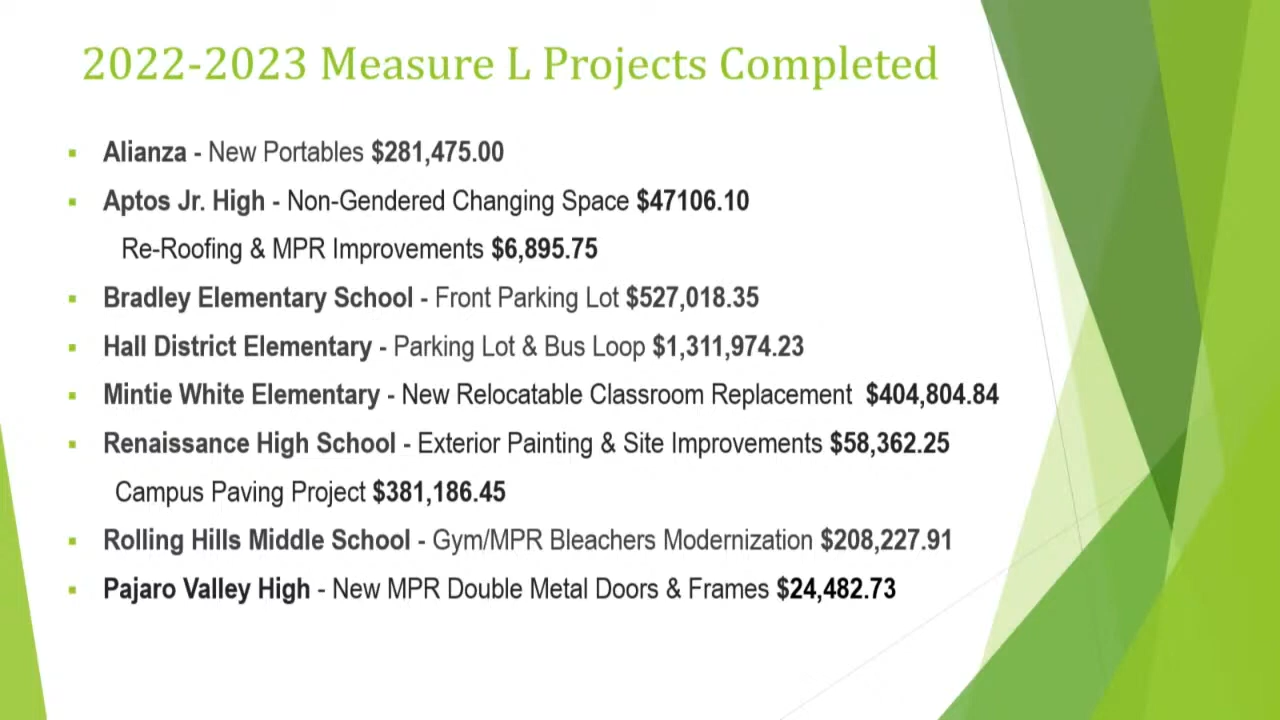 2022-2023 Measure L Projects Completed
▪ Alianza - New Portables $281,475.00
▪ Aptos Jr. High - Non-Gendered Changing Space $47106.10
Re-Roofing & MPR Improvements $6,895.75
▪ Bradley Elementary School - Front Parking Lot $527,018.35
▪ Hall District Elementary - Parking Lot & Bus Loop $1,311,974.23
▪ Mintie White Elementary - New Relocatable Classroom Replacement $404,804.84
▪ Renaissance High School - Exterior Painting & Site Improvements $58,362.25
Campus Paving Project $381,186.45
▪ Rolling Hills Middle School - Gym/MPR Bleachers Modernization $208,227.91
▪ Pajaro Valley High - New MPR Double Metal Doors & Frames $24,482.73